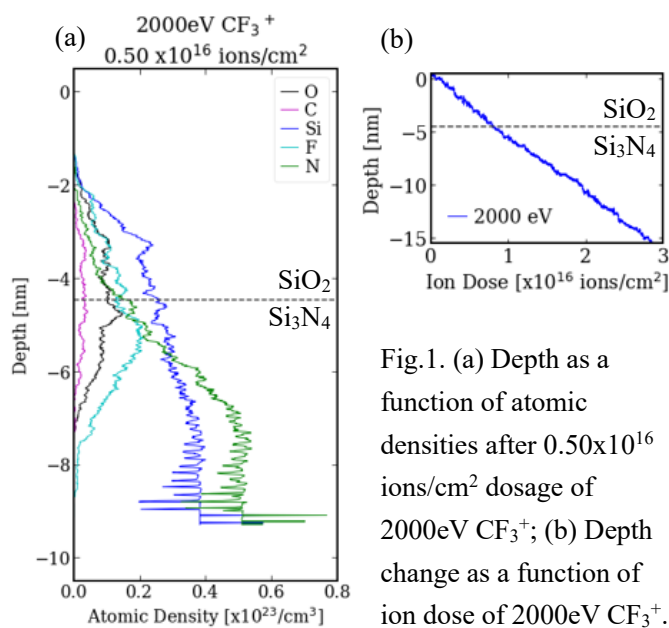 (a)
2000eV CF3+
0.50 x10^16 ions/cm^2
O
C
Si
F
N
0
−2
−4
−6
−8
−10
Depth [nm]
SiO2
Si3N4
0.0 0.2 0.4 0.6 0.8
Atomic Density [x10^23/cm^3]
(b)
0
−5
−10
−15
Depth [nm]
SiO2
Si3N4
2000 eV
0 1 2 3
Ion Dose [x10^16 ions/cm^2]
Fig.1. (a) Depth as a
function of atomic
densities after 0.50x10^16
ions/cm^2 dosage of
2000eV CF3+; (b) Depth
change as a function of
ion dose of 2000eV CF3+.